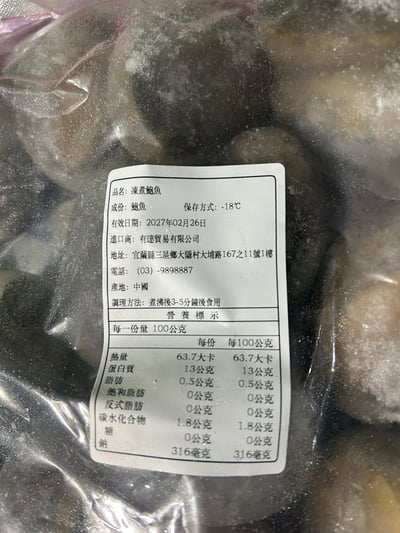 品名: 凍煮鮑魚
成份: 鮑魚 保存方式: -18℃
有效日期: 2027年02月26日
進口商: 有達貿易有限公司
地址: 宜蘭縣三星鄉大隱村大埔路167之11號1樓
電話: (03) -9898887
產地: 中國
調理方法: 煮沸後3-5分鐘後食用
營養標示
每一份量 100公克
每份 每100公克
熱量 63.7大卡 63.7大卡
蛋白質 13公克 13公克
脂肪 0.5公克 0.5公克
飽和脂肪 0公克 0公克
反式脂肪 0公克 0公克
碳水化合物 1.8公克 1.8公克
糖 0公克 0公克
鈉 316毫克 316毫克